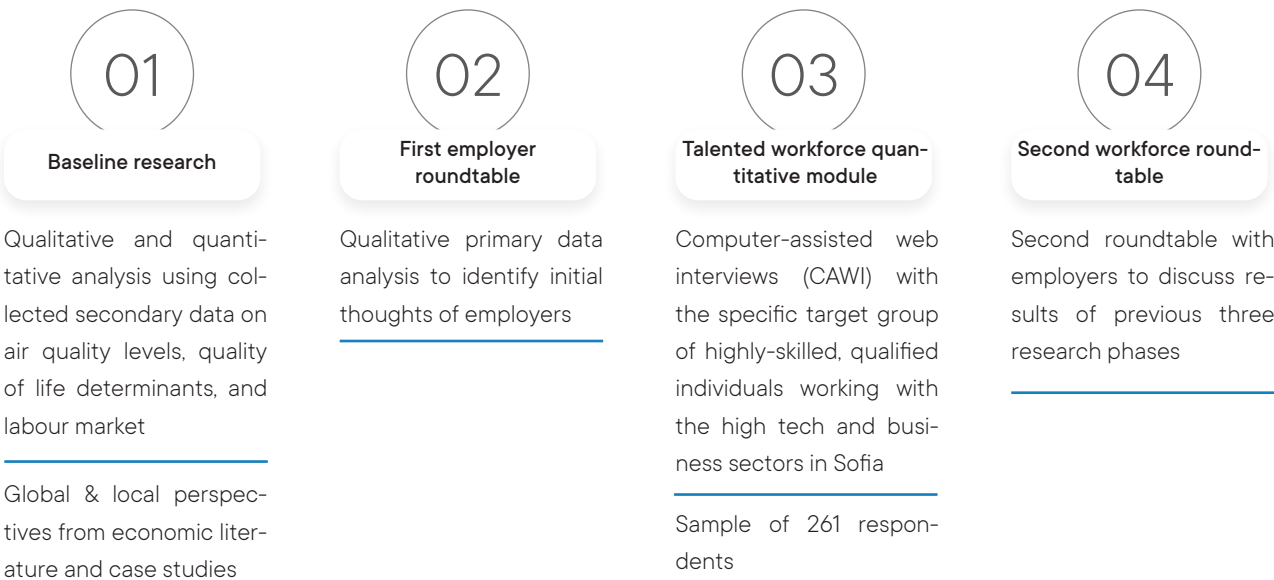 01
Baseline research
Qualitative and quanti-
tative analysis using col-
lected secondary data on
air quality levels, quality
of life determinants, and
labour market
Global & local perspec-
tives from economic liter-
ature and case studies
02
First employer
roundtable
Qualitative primary data
analysis to identify initial
thoughts of employers
03
Talented workforce quan-
titative module
Computer-assisted web
interviews (CAWI) with
the specific target group
of highly-skilled, qualified
individuals working with
the high tech and busi-
ness sectors in Sofia
Sample of 261 respon-
dents
04
Second workforce round-
table
Second roundtable with
employers to discuss re-
sults of previous three
research phases